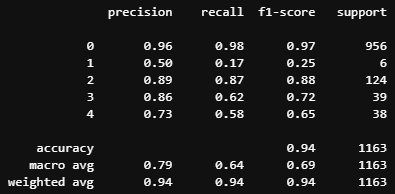 precision recall f1-score support
0 0.96 0.98 0.97 956
1 0.50 0.17 0.25 6
2 0.89 0.87 0.88 124
3 0.86 0.62 0.72 39
4 0.73 0.58 0.65 38
accuracy 0.94 1163
macro avg 0.79 0.64 0.69 1163
weighted avg 0.94 0.94 0.94 1163